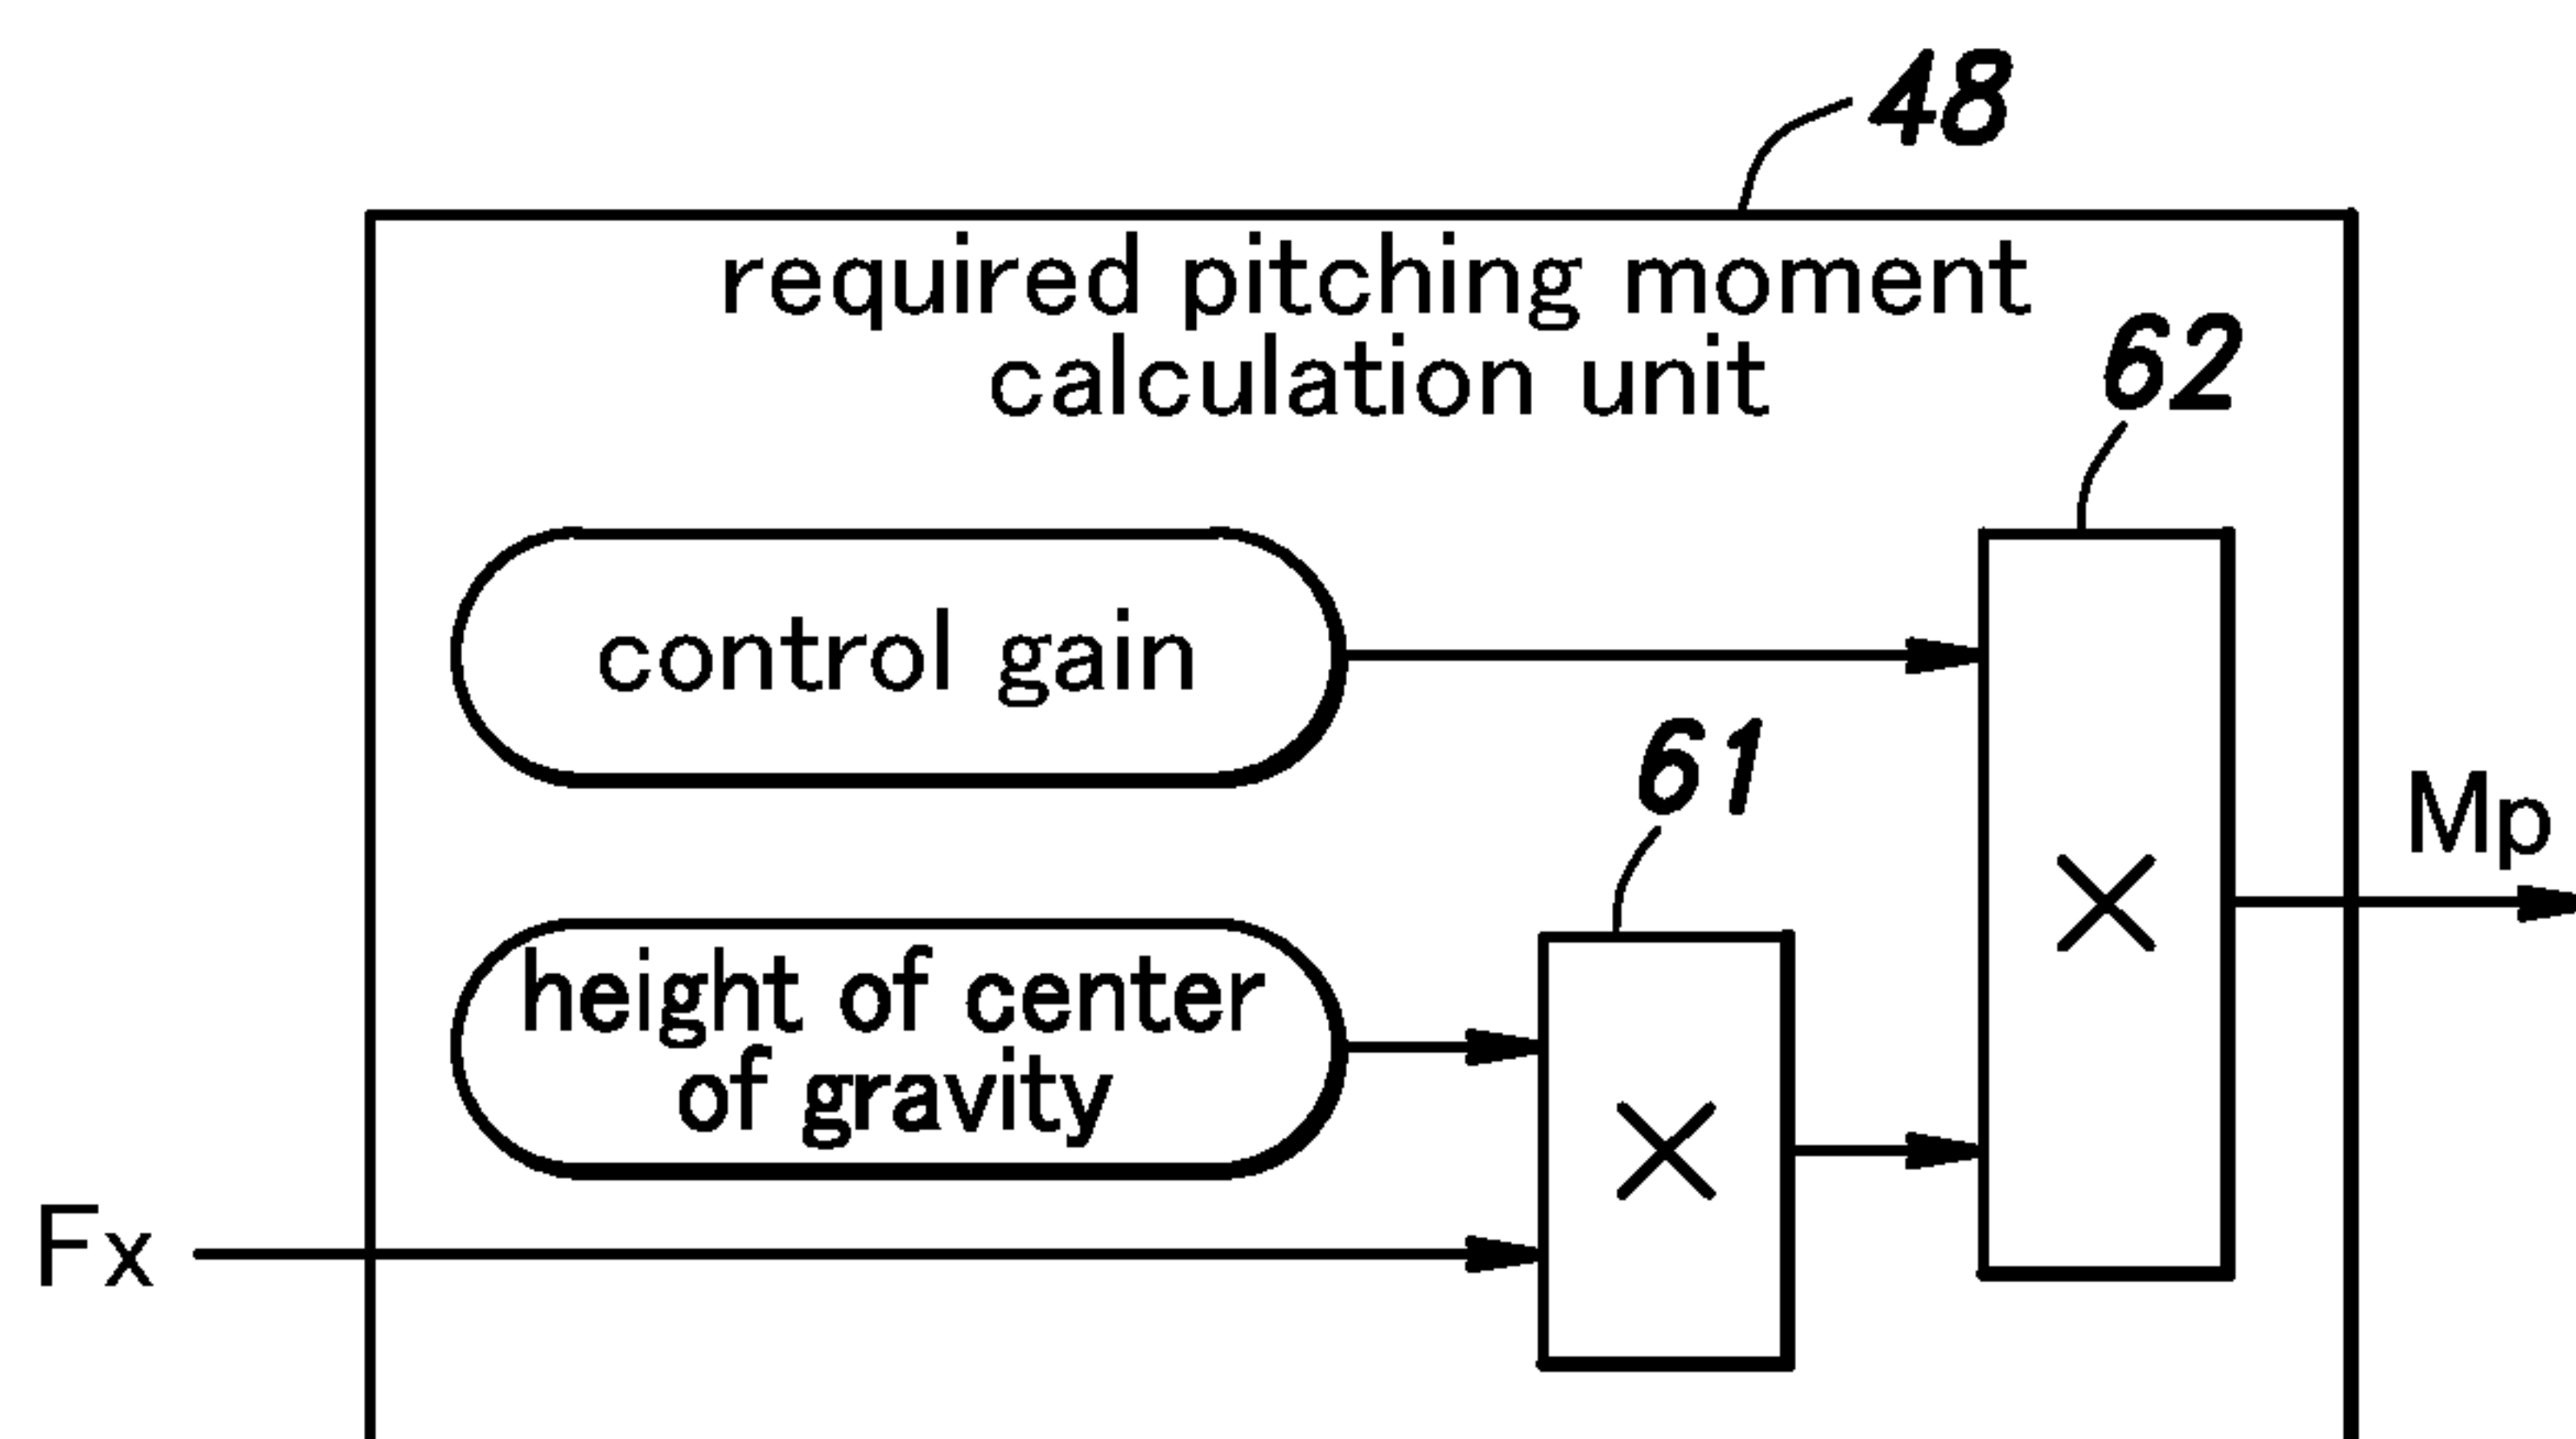 48
required pitching moment
calculation unit
62
control gain
61
Mp
height of center
of gravity
×
×
Fx